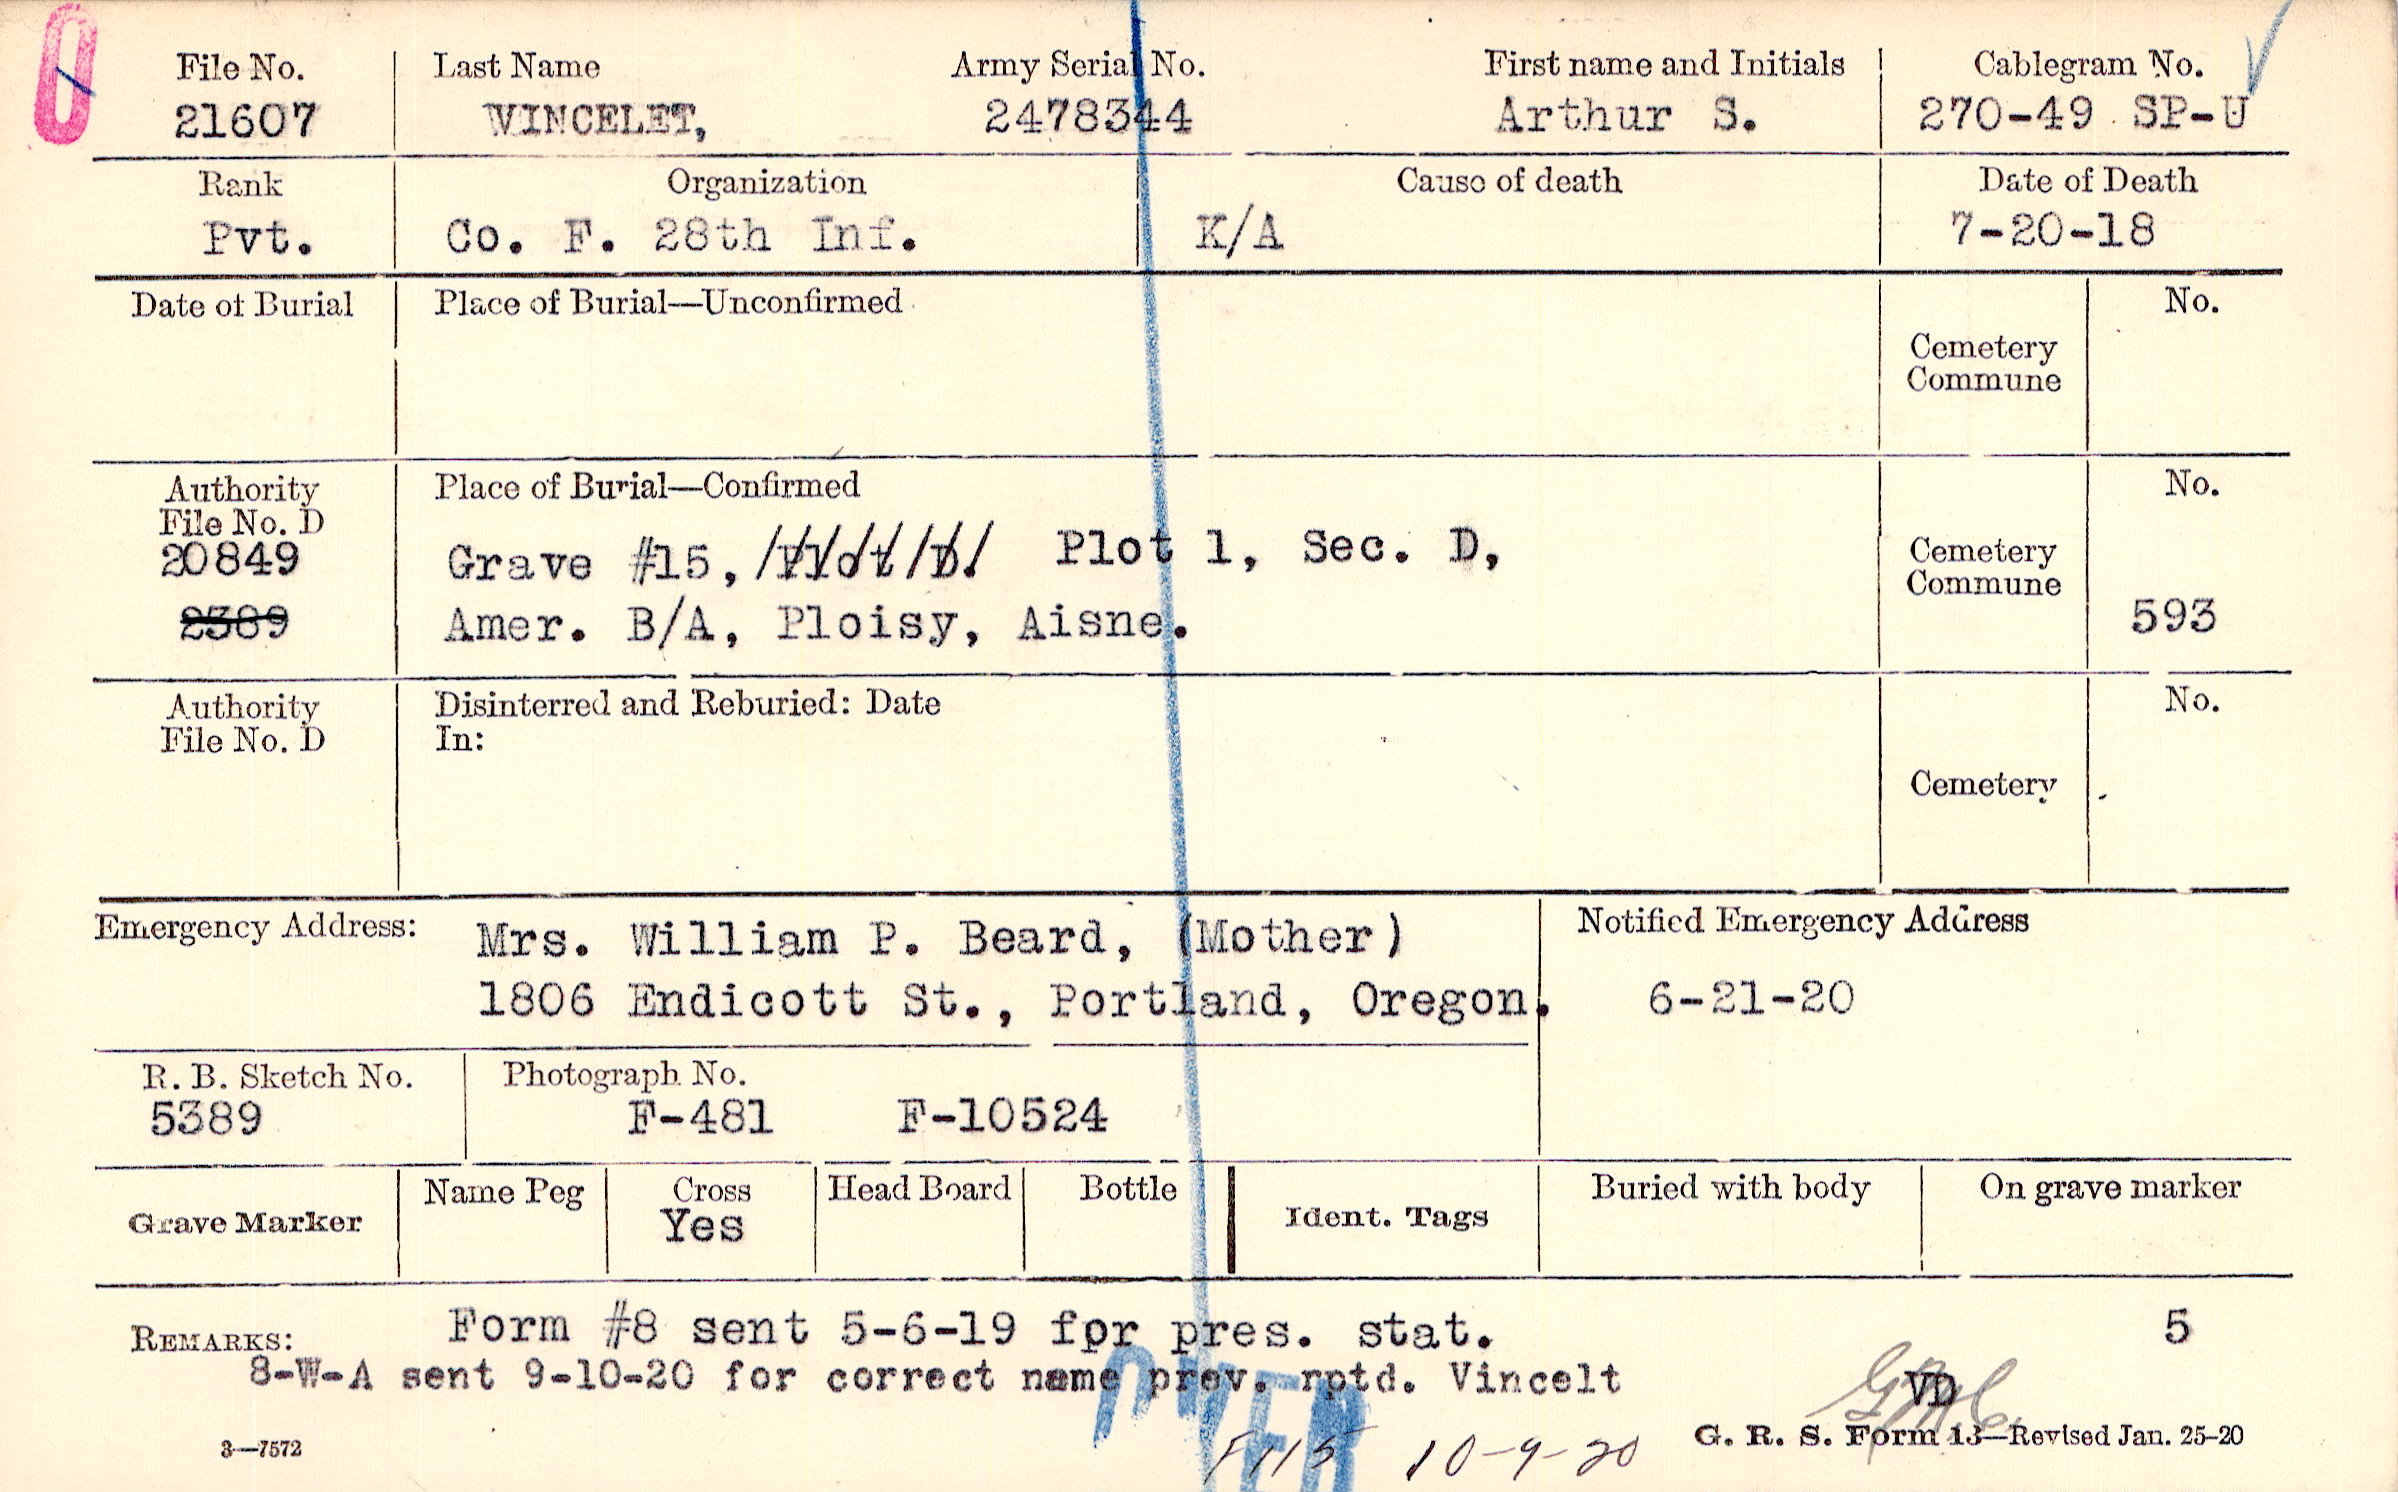 File No. Last Name Army Serial No. First name and Initials Cablegram No.
21607 VINCELET, 2478344 Arthur S. 270-49 SP-U
Rank Organization Cause of death Date of Death
Pvt. Co. F. 28th Inf. K/A 7-20-18
Date of Burial Place of Burial—Unconfirmed No.
Cemetery
Commune
Authority Place of Burial—Confirmed No.
File No. D
20849 Grave #15, Plot D. Plot 1, Sec. D, Cemetery
Commune
2389 Amer. B/A, Ploisy, Aisne. 593
Authority Disinterred and Reburied: Date No.
File No. D In:
Cemetery
Emergency Address: Mrs. William P. Beard, (Mother) Notified Emergency Address
1806 Endicott St., Portland, Oregon. 6-21-20
R. B. Sketch No. Photograph No.
5389 F-481 F-10524
Grave Marker Name Peg Cross Head Board Bottle Ident. Tags Buried with body On grave marker
Yes
REMARKS: Form #8 sent 5-6-19 for pres. stat. 5
8-W-A sent 9-10-20 for correct name prev. rptd. Vincelt VD
OVER
10-9-20
3—7572 G. R. S. Form 13—Revised Jan. 25-20